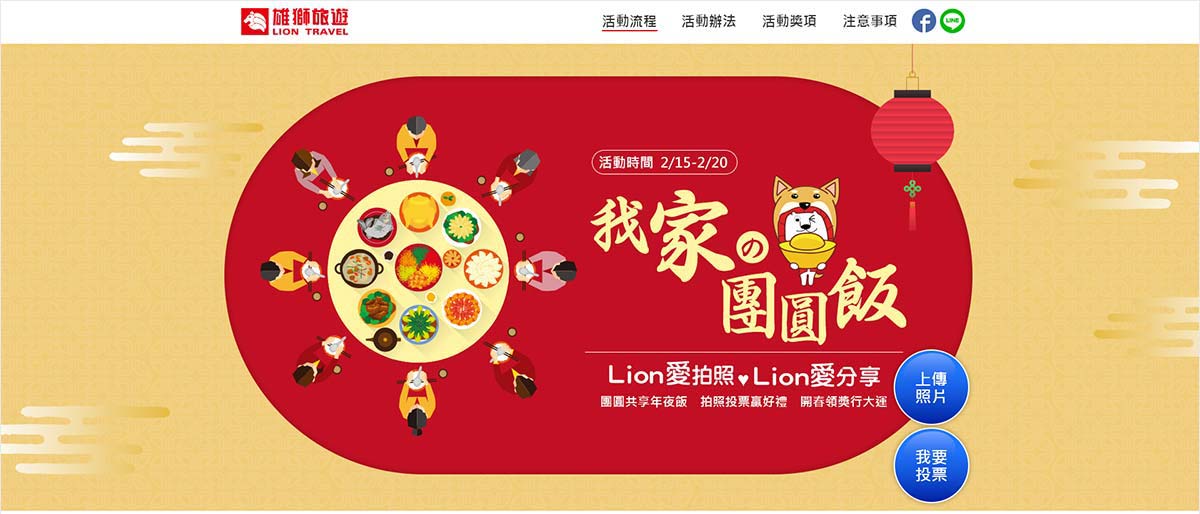 雄獅旅遊
LION TRAVEL
活動流程 活動辦法 活動獎項 注意事項
f LINE
活動時間 2/15-2/20
我家の
團圓飯
Lion愛拍照♥Lion愛分享
團圓共享年夜飯 拍照投票贏好禮 開春領獎行大運
上傳
照片
我要
投票